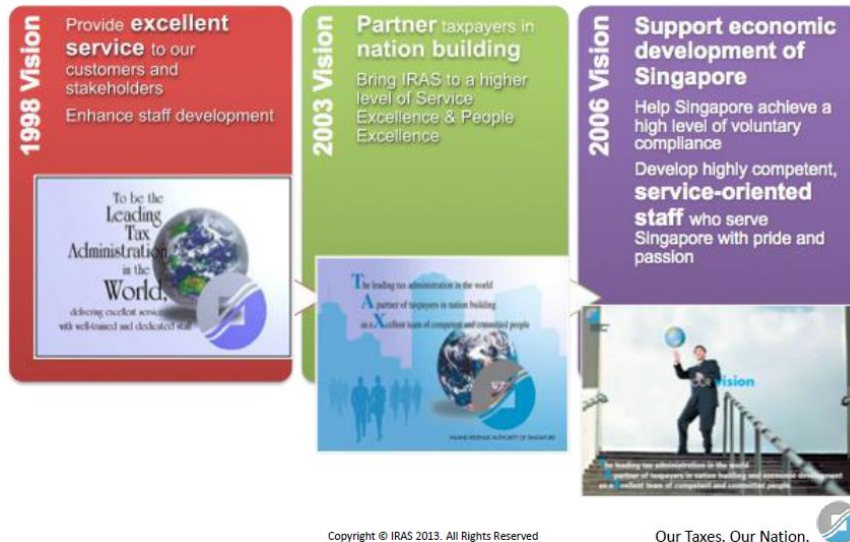 1998 Vision
Provide excellent
service to our
customers and
stakeholders
Enhance staff development
To be the
Leading
Tax
Administration
in the
World,
delivering excellent service
with well-trained and dedicated staff
2003 Vision
Partner taxpayers in
nation building
Bring IRAS to a higher
level of Service
Excellence & People
Excellence
The leading tax administration in the world
A partner of taxpayers in nation building
as a eXcellent team of competent and committed people
INLAND REVENUE AUTHORITY OF SINGAPORE
2006 Vision
Support economic
development of
Singapore
Help Singapore achieve a
high level of voluntary
compliance
Develop highly competent,
service-oriented
staff who serve
Singapore with pride and
passion
vision
The leading tax administration in the world
A partner of taxpayers in nation building and economic development
as a eXcellent team of competent and committed people
Copyright © IRAS 2013. All Rights Reserved
Our Taxes. Our Nation.